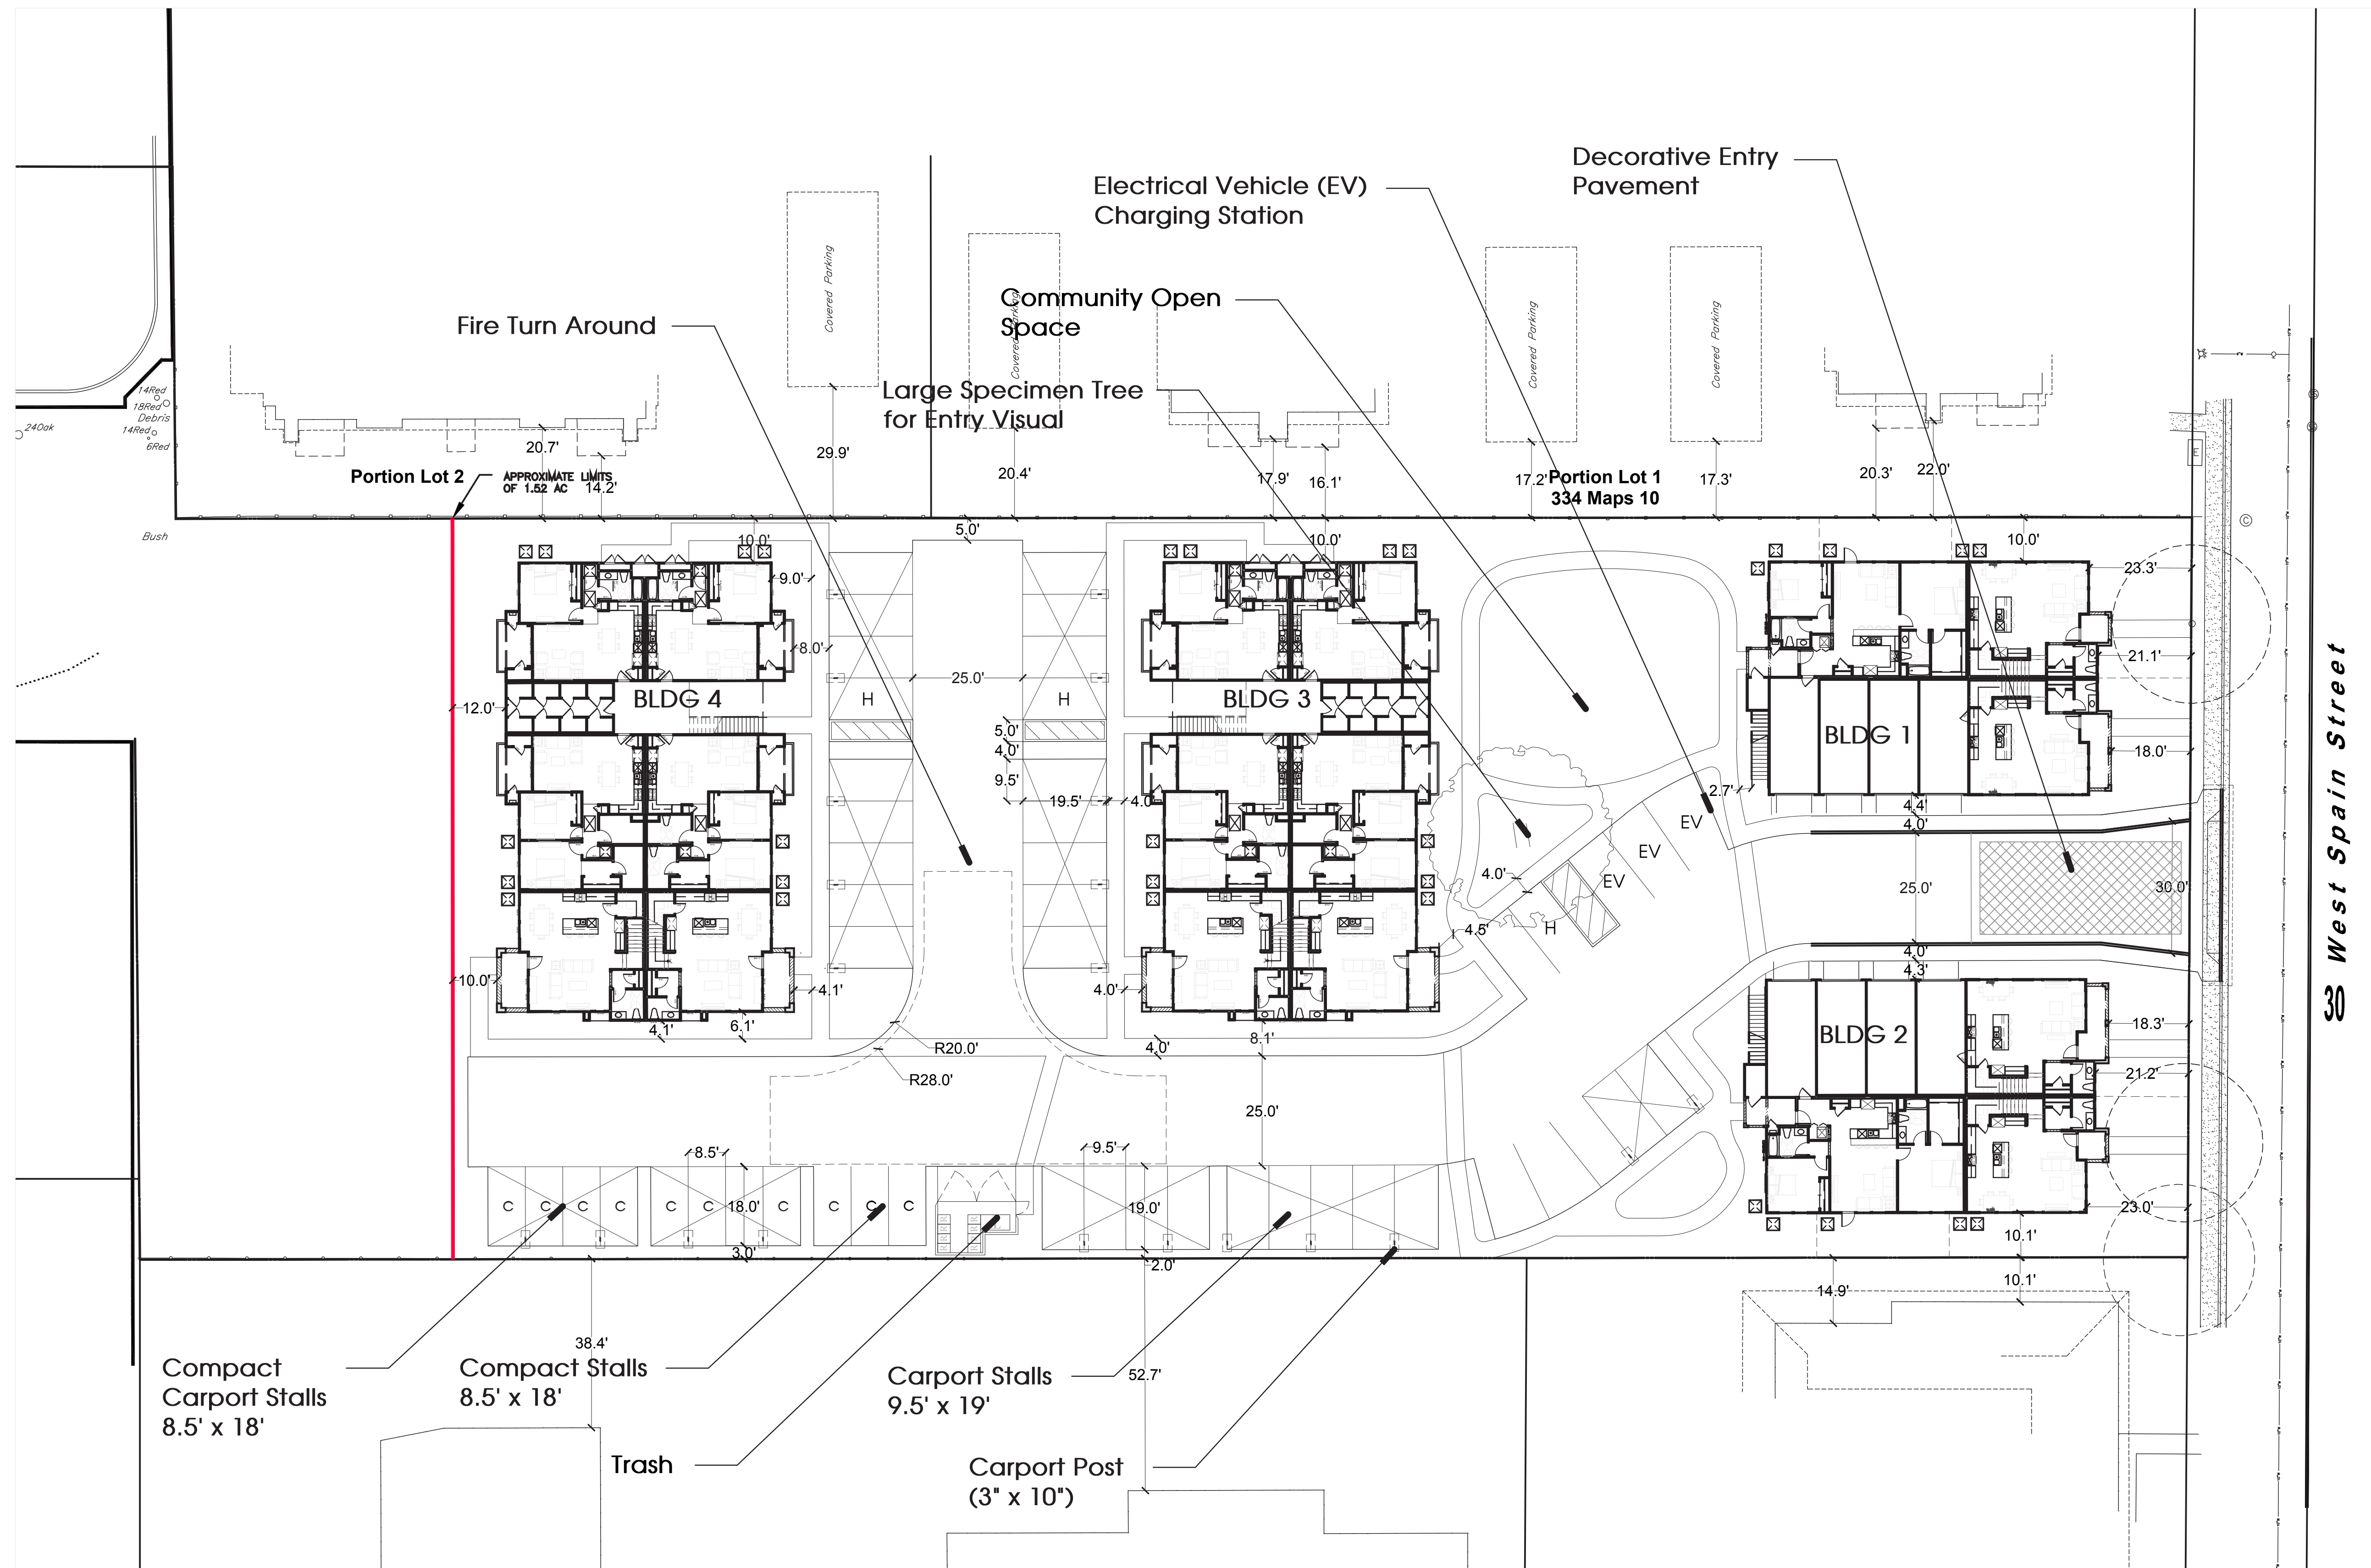 Decorative Entry
Pavement
Electrical Vehicle (EV)
Charging Station
Community Open
Space
Fire Turn Around
Large Specimen Tree
for Entry Visual
Covered Parking
Covered Parking
Covered Parking
Covered Parking
14Red
18Red
Debris
14Red
6Red
24Oak
Bush
Portion Lot 2
APPROXIMATE LIMITS
OF 1.52 AC
Portion Lot 1
334 Maps 10
20.7'
14.2'
29.9'
20.4'
17.9'
16.1'
17.2'
17.3'
20.3'
22.0'
E
C
S
5.0'
10.0'
10.0'
10.0'
9.0'
8.0'
23.3'
21.1'
18.0'
BLDG 4
BLDG 3
BLDG 1
BLDG 2
H
H
25.0'
12.0'
5.0'
4.0'
9.5'
19.5'
4.0'
2.7'
EV
EV
EV
H
4.0'
4.5'
4.4'
4.0'
25.0'
30.0'
4.0'
4.3'
10.0'
4.1'
4.1'
6.1'
4.0'
8.1'
4.0'
R20.0'
R28.0'
25.0'
18.3'
21.2'
23.0'
10.1'
10.1'
14.9'
8.5'
9.5'
C C C C
C C C
18.0'
C C C
19.0'
3.0'
2.0'
38.4'
52.7'
Compact
Carport Stalls
8.5' x 18'
Compact Stalls
8.5' x 18'
Carport Stalls
9.5' x 19'
Trash
Carport Post
(3" x 10")
West Spain Street
30